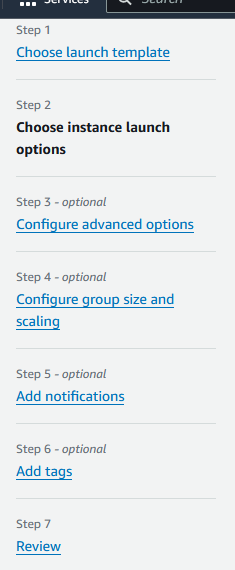 Services
Search
Step 1
Choose launch template
Step 2
Choose instance launch
options
Step 3 - optional
Configure advanced options
Step 4 - optional
Configure group size and
scaling
Step 5 - optional
Add notifications
Step 6 - optional
Add tags
Step 7
Review